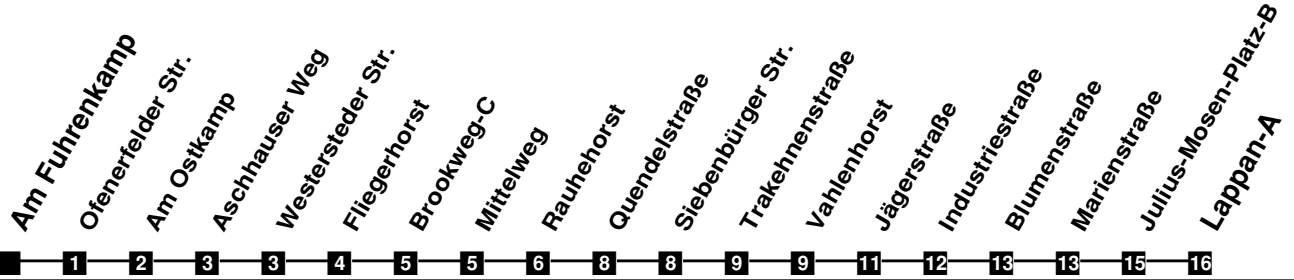 Am Fuhrenkamp
Ofenerfelder Str.
Am Ostkamp
Aschhauser Weg
Westersteder Str.
Fliegerhorst
Brookweg-C
Mittelweg
Rauhehorst
Quendelstraße
Siebenbürger Str.
Trakehnenstraße
Vahlenhorst
Jägerstraße
Industriestraße
Blumenstraße
Marienstraße
Julius-Mosen-Platz-B
Lappan-A
1 2 3 3 4 5 5 6 8 8 9 9 11 12 13 13 15 16